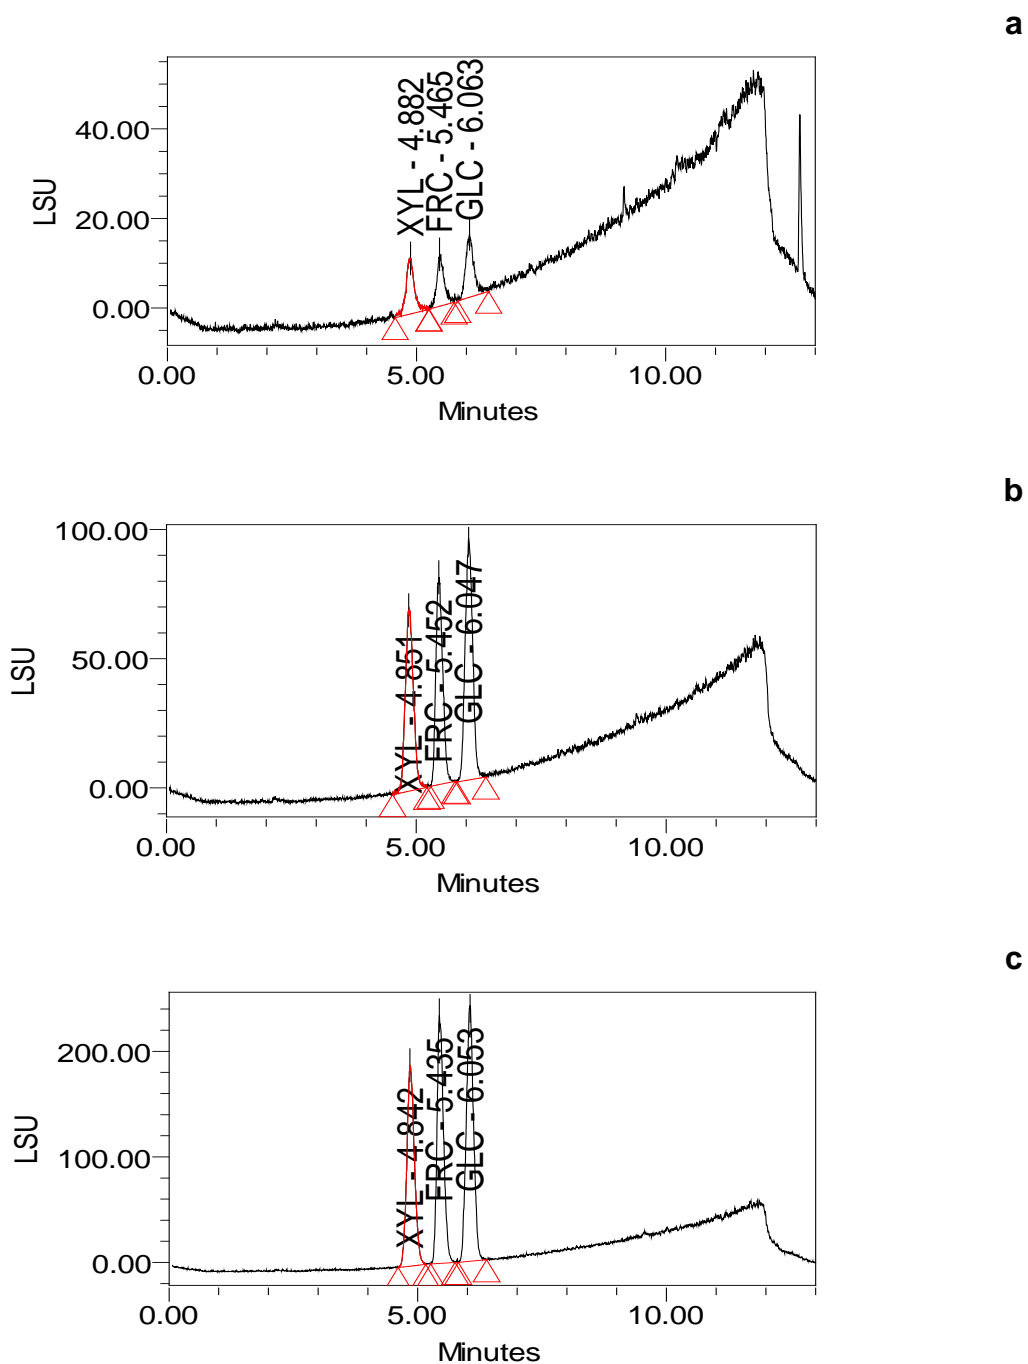 a
XYL - 4.882
FRC - 5.465
GLC - 6.063
40.00
20.00
0.00
LSU
0.00 5.00 10.00
Minutes
b
100.00
50.00
0.00
LSU
XYL - 4.851
FRC - 5.452
GLC - 6.047
0.00 5.00 10.00
Minutes
c
200.00
100.00
0.00
LSU
XYL - 4.842
FRC - 5.435
GLC - 6.053
0.00 5.00 10.00
Minutes